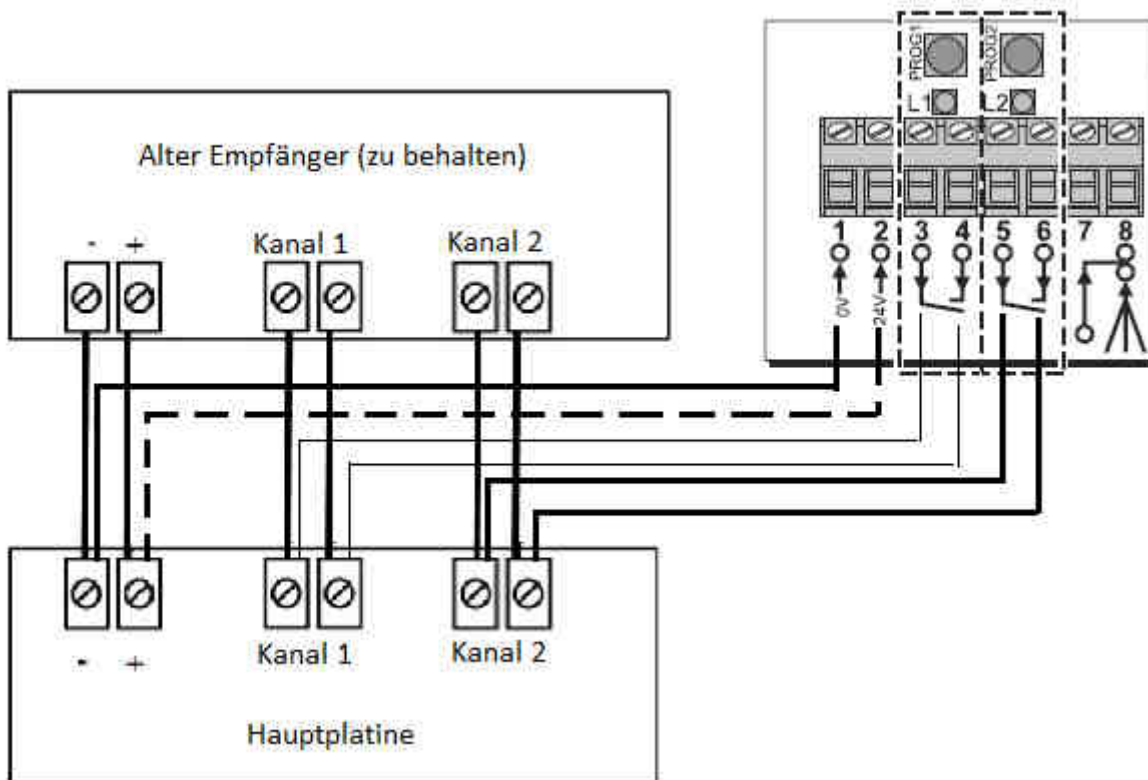 PROG1 PROG2
L1 L2
Alter Empfänger (zu behalten)
- + Kanal 1 Kanal 2
1 2 3 4 5 6 7 8
0V 24V
- + Kanal 1 Kanal 2
Hauptplatine